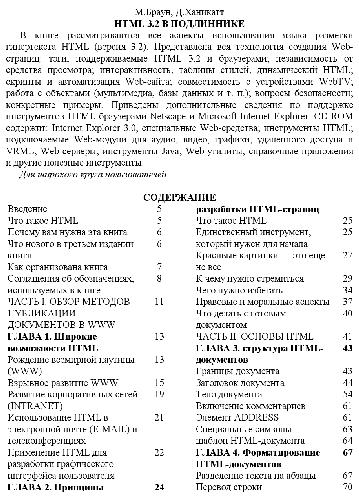 М.Браун, Д.Ханикатт
HTML 3.2 В ПОДЛИННИКЕ
В книге рассматриваются все аспекты использования языка разметки
гипертекста HTML (версия 3.2). Представлена вся технология создания Web-
страниц: тэги, поддерживаемые HTML 3.2 и браузерами, независимость от
средства просмотра; интерактивность, таблицы стилей, динамический HTML,
скрипты и автоматизация Web-сайта; совместимость с устройствами WebTV;
работа с объектами (мультимедиа, базы данных и т. п.); вопросы безопасности;
конкретные примеры. Приведены дополнительные сведения по поддержке
инструментов HTML браузерами Netscape и Microsoft Internet Explorer. CD-ROM
содержит: Internet Explorer 3.0, специальные Web-средства; инструменты HTML;
подключаемые Web-модули для аудио, видео, графики, удаленного доступа и
VRML; Web-серверы; инструменты Java; Web-утилиты; справочные приложения
и другие полезные инструменты.
Для широкого круга пользователей
СОДЕРЖАНИЕ
Введение 5
Что такое HTML 5
Почему вам нужна эта книга 6
Что нового в третьем издании 6
книги
Как организована книга 7
Соглашения об обозначениях, 8
используемых в книге
ЧАСТЬ I. ОБЗОР МЕТОДОВ 11
ПУБЛИКАЦИИ
ДОКУМЕНТОВ В WWW
ГЛАВА 1. Широкие 13
возможности HTML
Рождение всемирной паутины 13
(WWW)
Взрывное развитие WWW 15
Развитие корпоративных сетей 19
(INTRANET)
Использование HTML в 21
электронной почте (E-MAIL) и
телеконференциях
Применение HTML для 22
разработки графического
интерфейса пользователя
ГЛАВА 2. Принципы 24
разработки HTML-страниц
Что такое HTML 25
Единственный инструмент, 25
который нужен для начала
Красивые картинки — это еще 27
не все
К чему нужно стремиться 29
Чего нужно избегать 34
Правовые и моральные аспекты 37
Что делать с готовым 40
документом
ЧАСТЬ II. ОСНОВЫ HTML 41
ГЛАВА 3. структура HTML- 43
документов
Границы документа 43
Заголовок документа 44
Тело документа 54
Включение комментариев 61
Элемент ADDRESS 61
Специальные символы 63
Шаблон HTML-документа 64
ГЛАВА 4. Форматирование 67
HTML-документов
Разделение текста на абзацы 67
Перевод строки 70